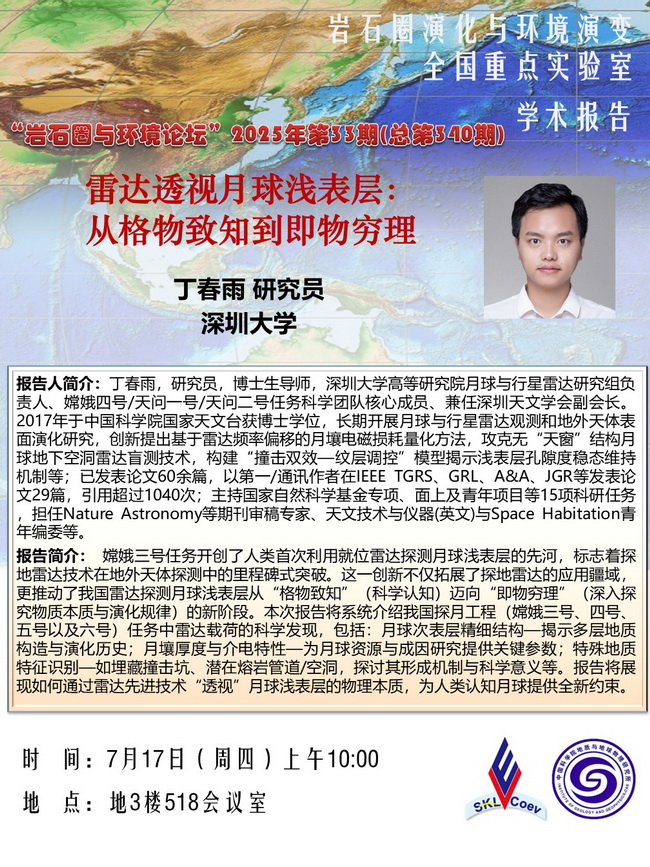 岩石圈演化与环境演变
全国重点实验室
学术报告
“岩石圈与环境论坛”2025年第33期(总第340期)
雷达透视月球浅表层：
从格物致知到即物穷理
丁春雨 研究员
深圳大学
报告人简介：丁春雨，研究员，博士生导师，深圳大学高等研究院月球与行星雷达研究组负
责人、嫦娥四号/天问一号/天问二号任务科学团队核心成员、兼任深圳天文学会副会长。
2017年于中国科学院国家天文台获博士学位，长期开展月球与行星雷达观测和地外天体表
面演化研究，创新提出基于雷达频率偏移的月壤电磁损耗量化方法，攻克无“天窗”结构月
球地下空洞雷达盲测技术，构建“撞击双效—纹层调控”模型揭示浅表层孔隙度稳态维持
机制等；已发表论文60余篇，以第一/通讯作者在IEEE TGRS、GRL、A&A、JGR等发表论
文29篇，引用超过1040次；主持国家自然科学基金专项、面上及青年项目等15项科研任务
，担任Nature Astronomy等期刊审稿专家、天文技术与仪器(英文)与Space Habitation青
年编委等。
报告简介： 嫦娥三号任务开创了人类首次利用就位雷达探测月球浅表层的先河，标志着探
地雷达技术在地外天体探测中的里程碑式突破。这一创新不仅拓展了探地雷达的应用疆域，
更推动了我国雷达探测月球浅表层从“格物致知”（科学认知）迈向“即物穷理”（深入探
究物质本质与演化规律）的新阶段。本次报告将系统介绍我国探月工程（嫦娥三号、四号、
五号以及六号）任务中雷达载荷的科学发现，包括：月球次表层精细结构—揭示多层地质
构造与演化历史；月壤厚度与介电特性—为月球资源与成因研究提供关键参数；特殊地质
特征识别—如埋藏撞击坑、潜在熔岩管道/空洞，探讨其形成机制与科学意义等。报告将展
现如何通过雷达先进技术“透视”月球浅表层的物理本质，为人类认知月球提供全新约束。
时 间：7月17日（周四）上午10:00
地 点：地3楼518会议室
SKL Coev
中国科学院地质与地球物理研究所
INSTITUTE OF GEOLOGY AND GEOPHYSICS, CAS